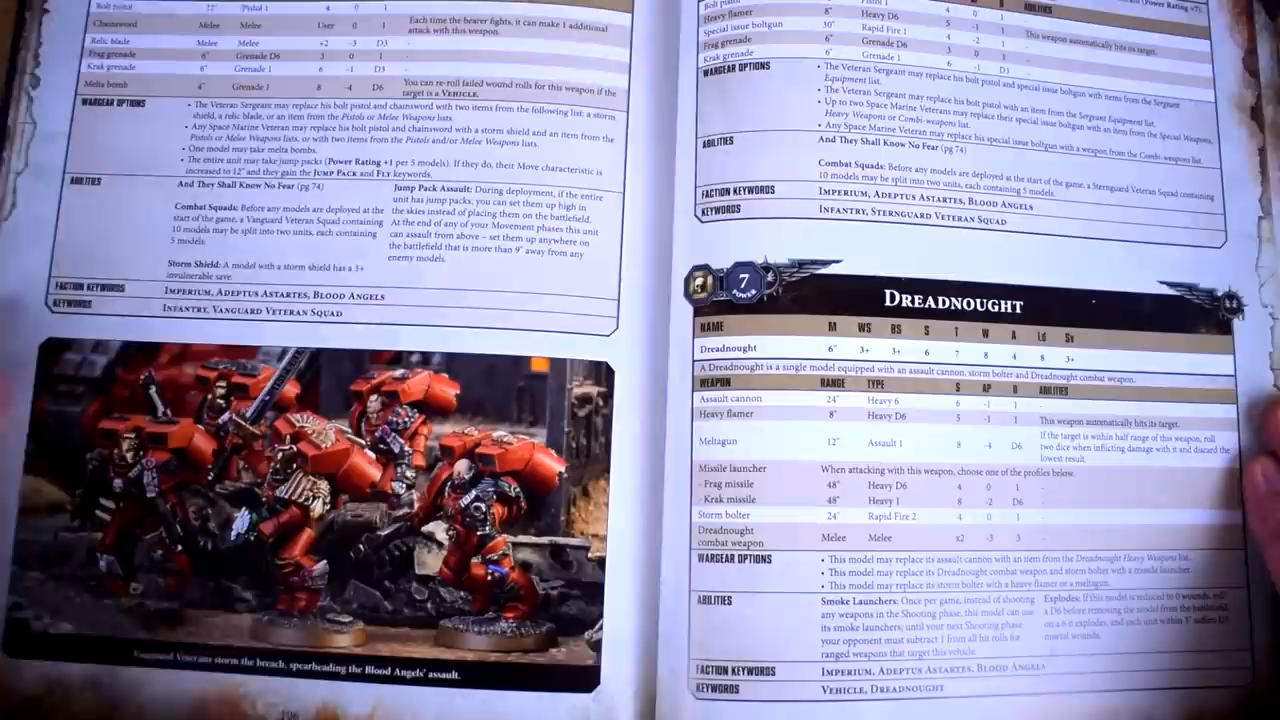 Bolt pistol 12" Pistol 1 4 0 1
Chainsword Melee Melee User 0 1 Each time the bearer fights, it can make 1 additional
attack with this weapon.
Relic blade Melee Melee +2 -3 D3 -
Frag grenade 6" Grenade D6 3 0 1 -
Krak grenade 6" Grenade 1 6 -1 D3 -
Melta bomb 4" Grenade 1 8 -4 D6 You can re-roll failed wound rolls for this weapon if the
target is a VEHICLE.
WARGEAR OPTIONS
• The Veteran Sergeant may replace his bolt pistol and chainsword with two items from the following list: a storm
shield, a relic blade, or an item from the Pistols or Melee Weapons lists.
• Any Space Marine Veteran may replace his bolt pistol and chainsword with a storm shield and an item from the
Pistols or Melee Weapons lists, or with two items from the Pistols and/or Melee Weapons lists.
• One model may take melta bombs.
• The entire unit may take jump packs (Power Rating +1 per 5 models). If they do, their Move characteristic is
increased to 12" and they gain the JUMP PACK and FLY keywords.
ABILITIES
And They Shall Know No Fear (pg 74)
Combat Squads: Before any models are deployed at the
start of the game, a Vanguard Veteran Squad containing
10 models may be split into two units, each containing
5 models.
Storm Shield: A model with a storm shield has a 3+
invulnerable save.
Jump Pack Assault: During deployment, if the entire
unit has jump packs, you can set them up high in
the skies instead of placing them on the battlefield.
At the end of any of your Movement phases this unit
can assault from above – set them up anywhere on
the battlefield that is more than 9" away from any
enemy models.
FACTION KEYWORDS IMPERIUM, ADEPTUS ASTARTES, BLOOD ANGELS
KEYWORDS INFANTRY, VANGUARD VETERAN SQUAD
Vanguard Veterans storm the breach, spearheading the Blood Angels' assault.
106
Bolt pistol Pistol 1
ABILITIES
Heavy flamer 8" Heavy D6 5 -1 1 This weapon automatically hits its target.
Special issue boltgun 30" Rapid Fire 1 4 -2 1
Frag grenade 6" Grenade D6 3 0 1 -
Krak grenade 6" Grenade 1 6 -1 D3 -
WARGEAR OPTIONS
• The Veteran Sergeant may replace his bolt pistol and special issue boltgun with items from the Sergeant
Equipment list.
• The Veteran Sergeant may replace his bolt pistol with an item from the Sergeant Equipment list.
• Up to two Space Marine Veterans may replace their special issue boltgun with an item from the Special Weapons,
Heavy Weapons or Combi-weapons list.
• Any Space Marine Veteran may replace his special issue boltgun with a weapon from the Combi-weapons list.
ABILITIES
And They Shall Know No Fear (pg 74)
Combat Squads: Before any models are deployed at the start of the game, a Sternguard Veteran Squad containing
10 models may be split into two units, each containing 5 models.
FACTION KEYWORDS IMPERIUM, ADEPTUS ASTARTES, BLOOD ANGELS
KEYWORDS INFANTRY, STERNGUARD VETERAN SQUAD
7
POWER
DREADNOUGHT
NAME M WS BS S T W A Ld Sv
Dreadnought 6" 3+ 3+ 6 7 8 4 8 3+
A Dreadnought is a single model equipped with an assault cannon, storm bolter and Dreadnought combat weapon.
WEAPON RANGE TYPE S AP D ABILITIES
Assault cannon 24" Heavy 6 6 -1 1 -
Heavy flamer 8" Heavy D6 5 -1 1 This weapon automatically hits its target.
Meltagun 12" Assault 1 8 -4 D6 If the target is within half range of this weapon, roll
two dice when inflicting damage with it and discard the
lowest result.
Missile launcher When attacking with this weapon, choose one of the profiles below.
- Frag missile 48" Heavy D6 4 0 1 -
- Krak missile 48" Heavy 1 8 -2 D6 -
Storm bolter 24" Rapid Fire 2 4 0 1 -
Dreadnought
combat weapon Melee Melee x2 -3 3 -
WARGEAR OPTIONS
• This model may replace its assault cannon with an item from the Dreadnought Heavy Weapons list.
• This model may replace its Dreadnought combat weapon and storm bolter with a missile launcher.
• This model may replace its storm bolter with a heavy flamer or a meltagun.
ABILITIES
Smoke Launchers: Once per game, instead of shooting
any weapons in the Shooting phase, this model can use
its smoke launchers; until your next Shooting phase
your opponent must subtract 1 from all hit rolls for
ranged weapons that target this vehicle.
Explodes: If this model is reduced to 0 wounds, roll
a D6 before removing the model from the battlefield;
on a 6 it explodes, and each unit within 3" suffers D3
mortal wounds.
FACTION KEYWORDS IMPERIUM, ADEPTUS ASTARTES, BLOOD ANGELS
KEYWORDS VEHICLE, DREADNOUGHT